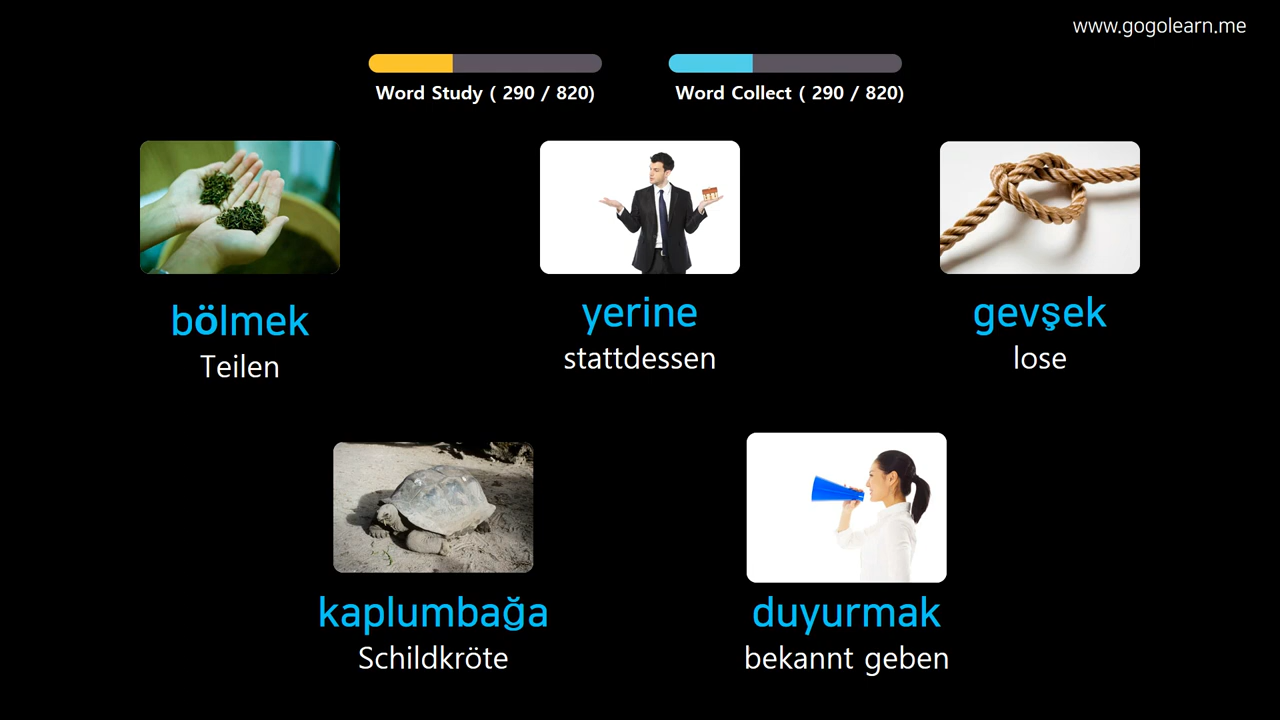 www.gogolearn.me
Word Study ( 290 / 820)
Word Collect ( 290 / 820)
bölmek
Teilen
yerine
stattdessen
gevşek
lose
kaplumbağa
Schildkröte
duyurmak
bekannt geben